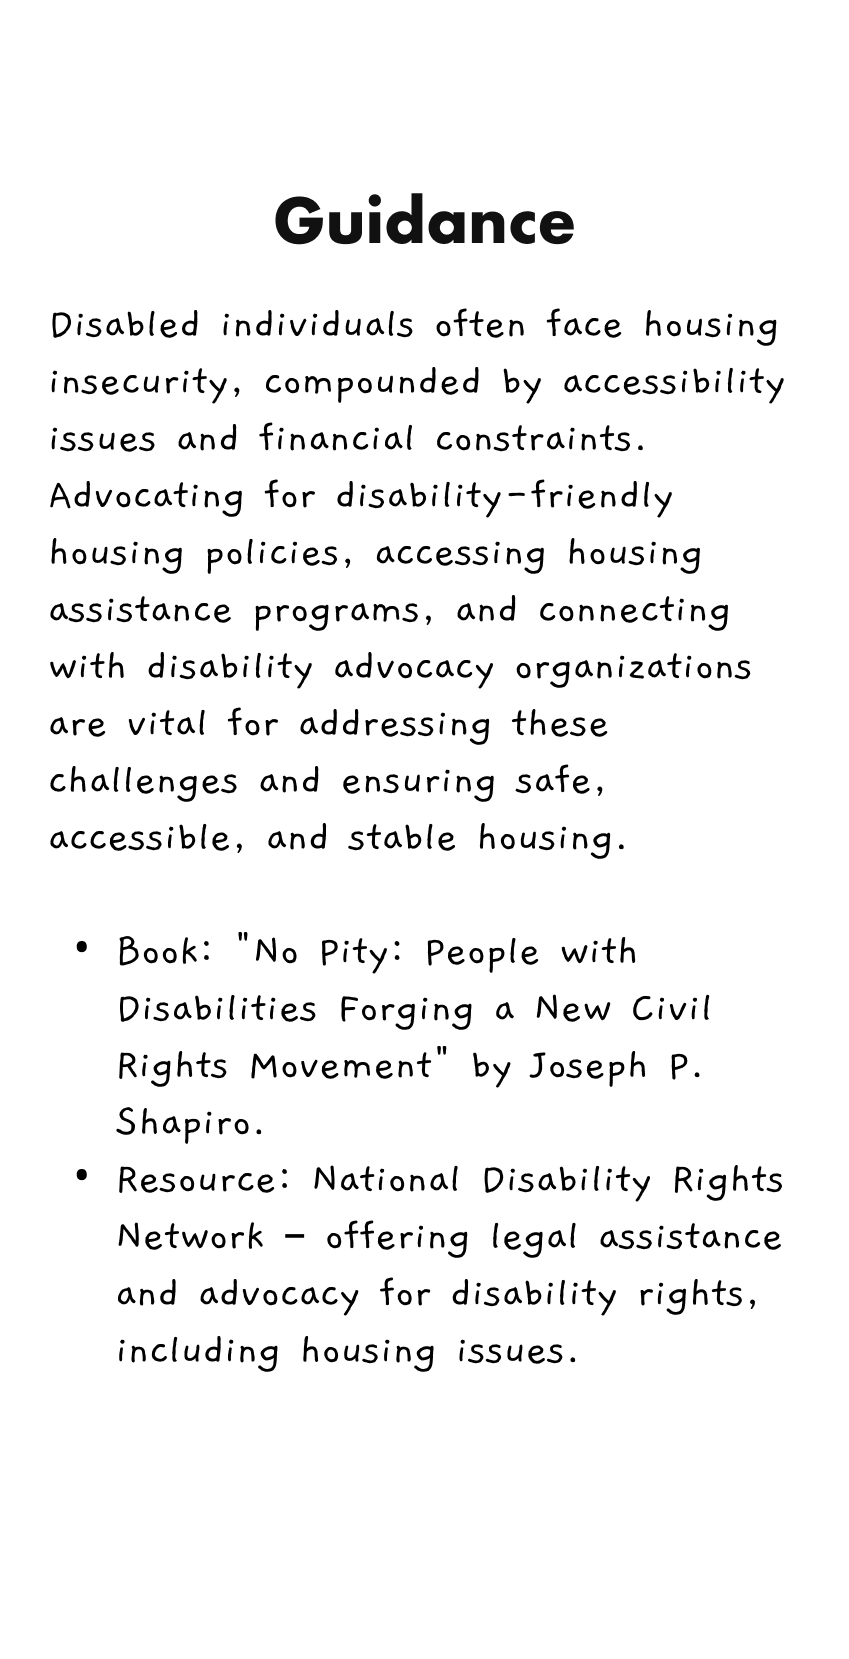 Guidance
Disabled individuals often face housing
insecurity, compounded by accessibility
issues and financial constraints.
Advocating for disability-friendly
housing policies, accessing housing
assistance programs, and connecting
with disability advocacy organizations
are vital for addressing these
challenges and ensuring safe,
accessible, and stable housing.
• Book: "No Pity: People with
Disabilities Forging a New Civil
Rights Movement" by Joseph P.
Shapiro.
• Resource: National Disability Rights
Network – offering legal assistance
and advocacy for disability rights,
including housing issues.